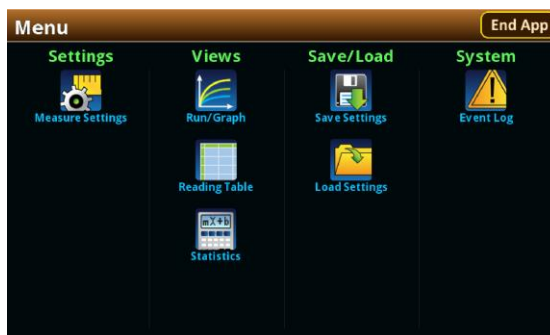 Menu
End App
Settings
Views
Save/Load
System
Measure Settings
Run/Graph
Save Settings
Event Log
Reading Table
Load Settings
mX+b
Statistics